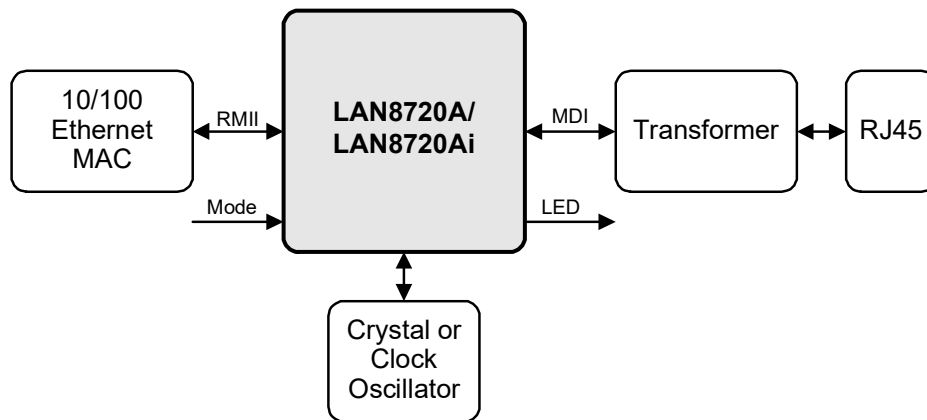 10/100
Ethernet
MAC
RMII
Mode
LAN8720A/
LAN8720Ai
MDI
LED
Transformer
RJ45
Crystal or
Clock
Oscillator